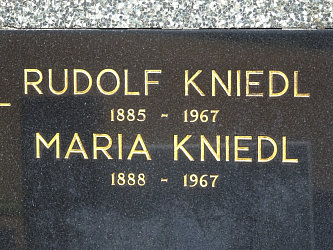 RUDOLF KNIEDL
1885 - 1967
MARIA KNIEDL
1888 - 1967